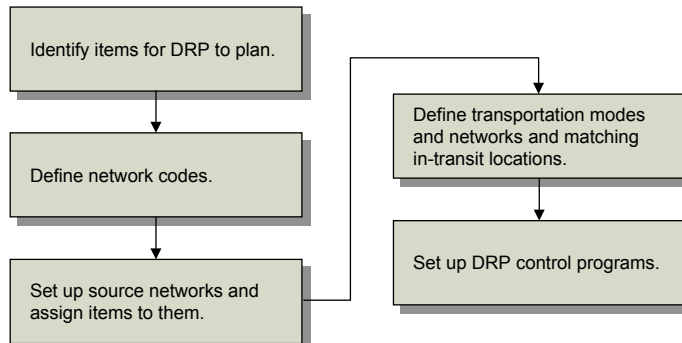 Identify items for DRP to plan.
Define network codes.
Set up source networks and
assign items to them.
Define transportation modes
and networks and matching
in-transit locations.
Set up DRP control programs.